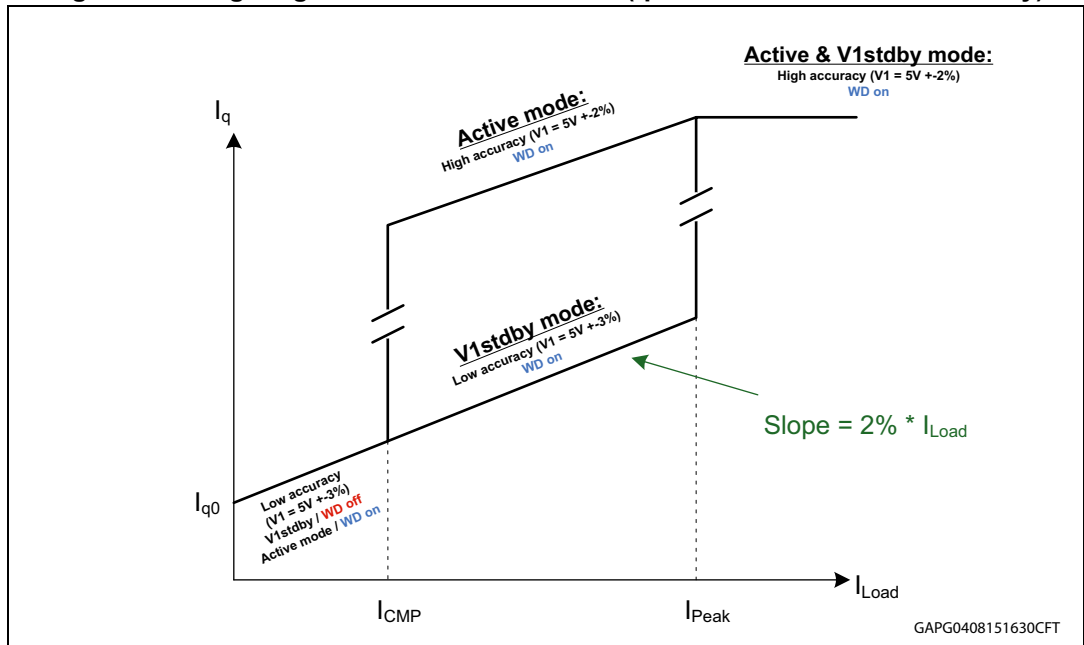 Active & V1stdby mode:
High accuracy (V1 = 5V +-2%)
WD on
Iq
Active mode:
High accuracy (V1 = 5V +-2%)
WD on
V1stdby mode:
Low accuracy (V1 = 5V +-3%)
WD on
Slope = 2% * ILoad
Iq0
Low accuracy
(V1 = 5V +-3%)
V1stdby / WD off
Active mode / WD on
ICMP
IPeak
ILoad
GAPG0408151630CFT